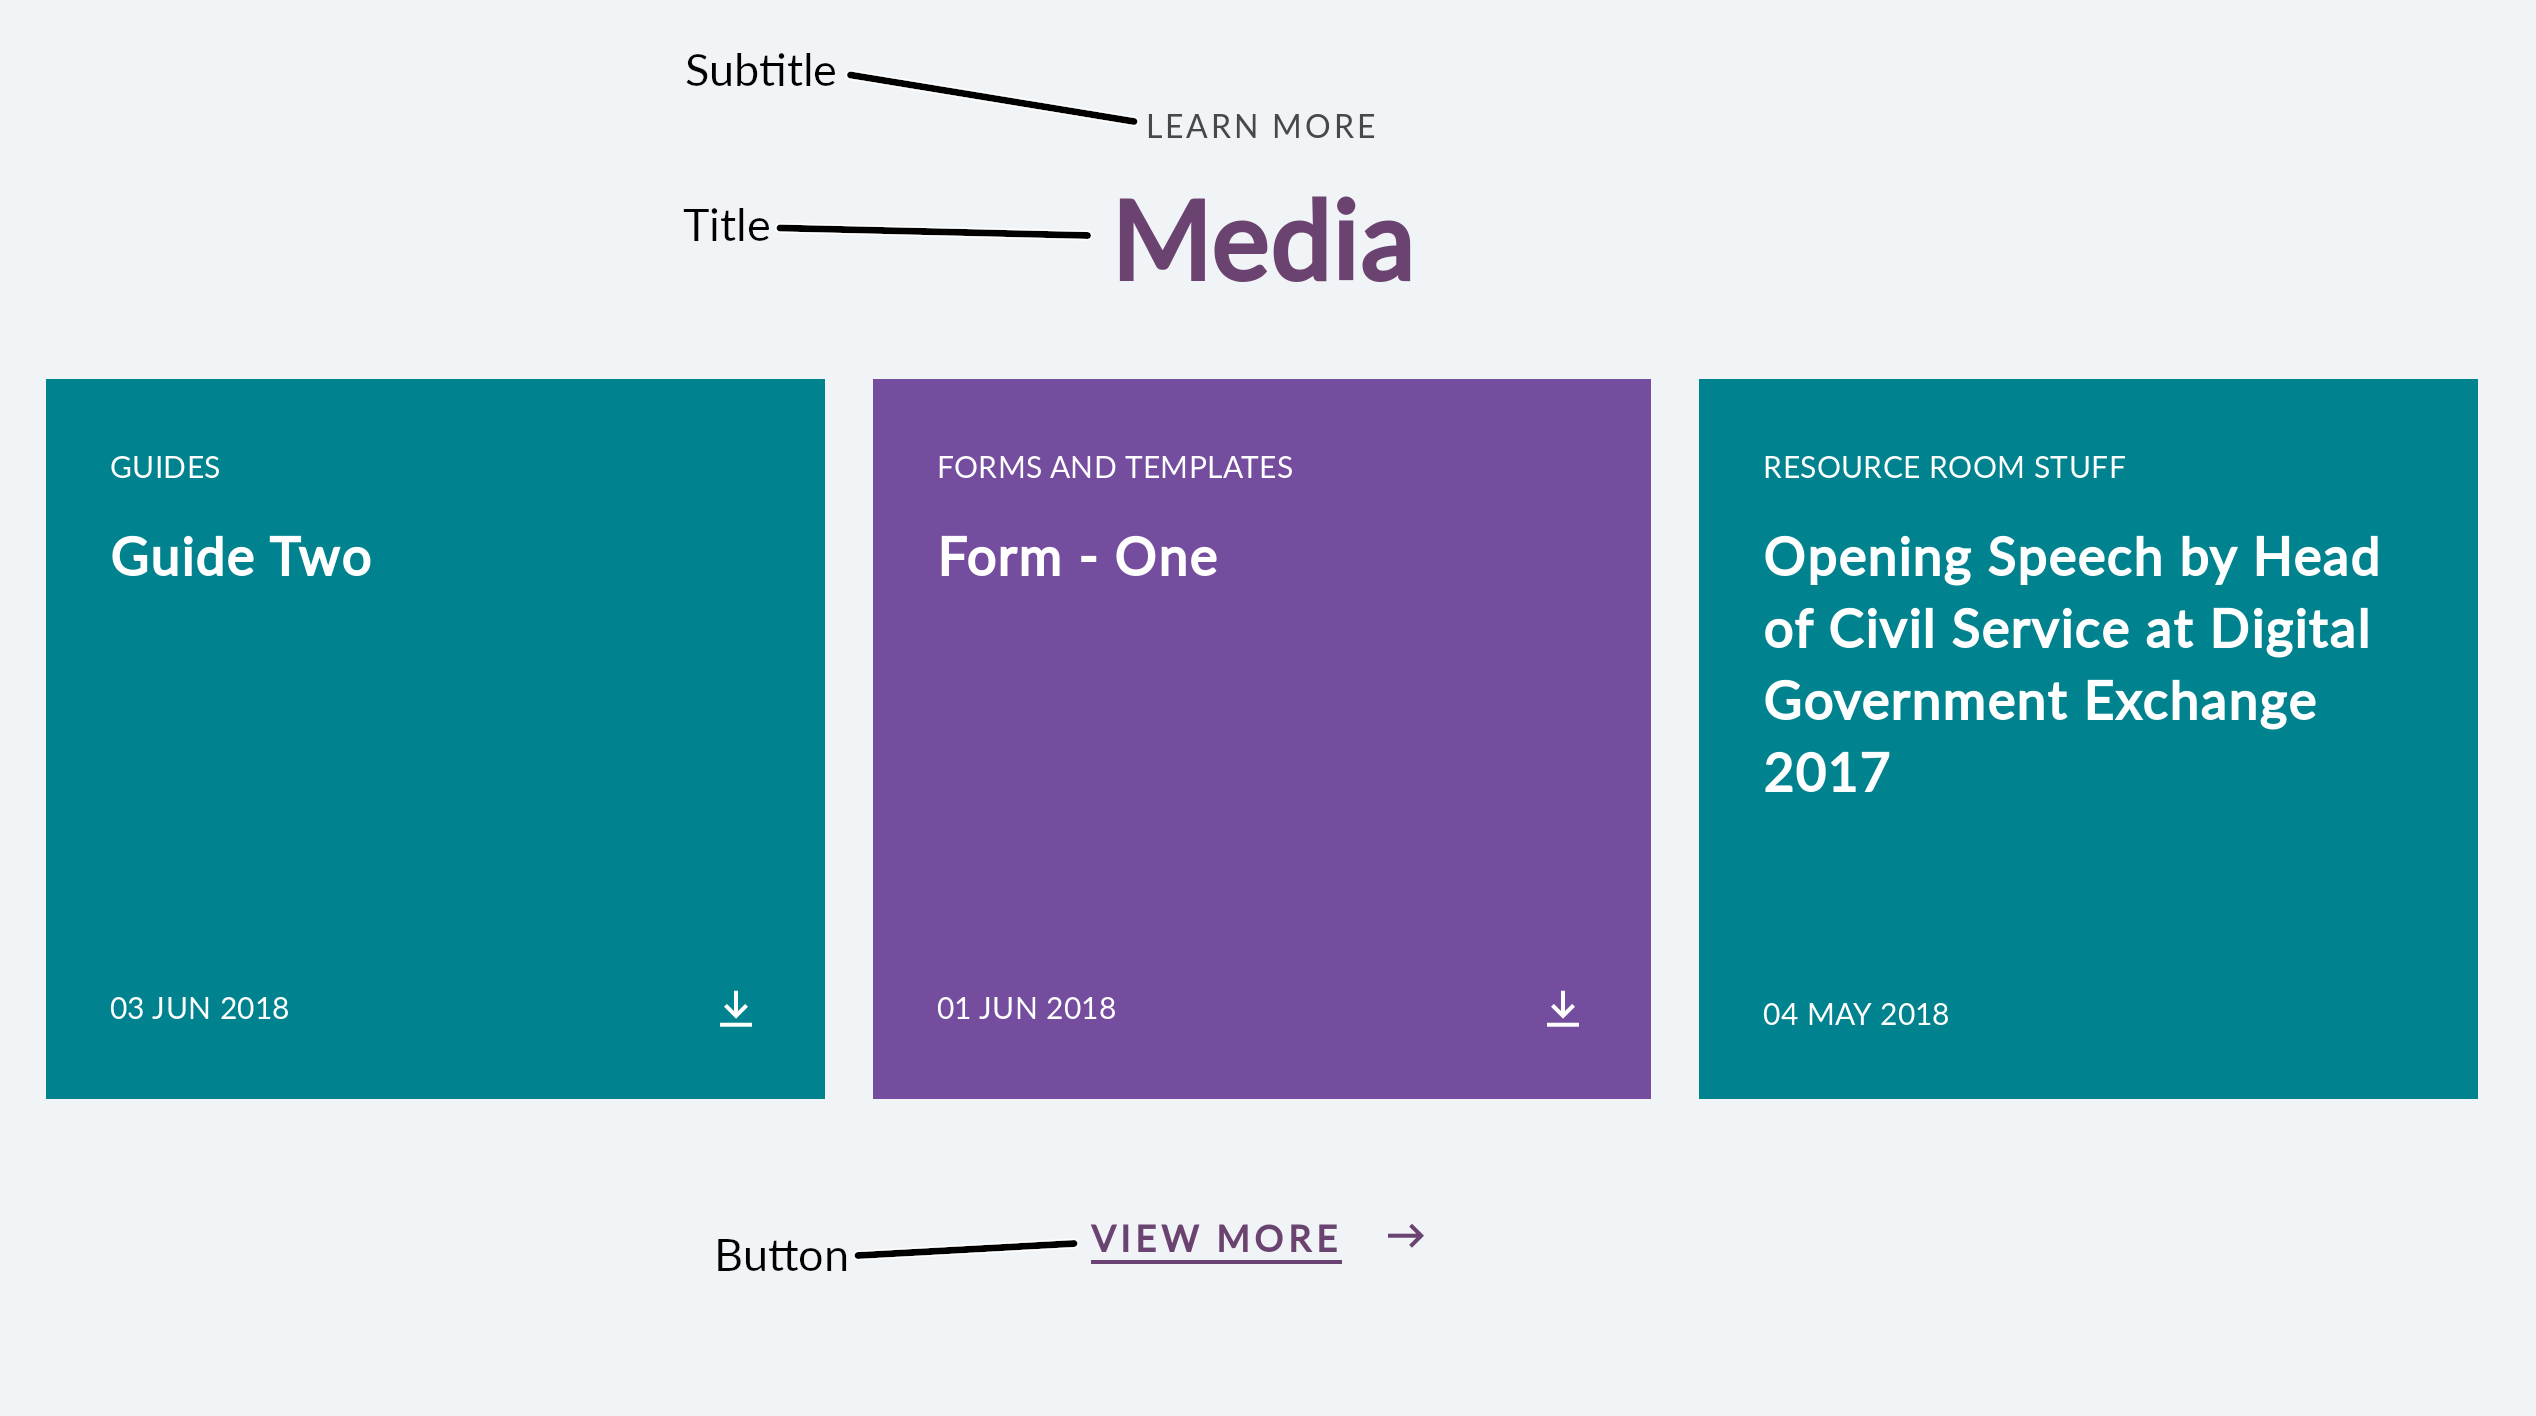 Subtitle
LEARN MORE
Title
Media
GUIDES
Guide Two
03 JUN 2018
FORMS AND TEMPLATES
Form - One
01 JUN 2018
RESOURCE ROOM STUFF
Opening Speech by Head
of Civil Service at Digital
Government Exchange
2017
04 MAY 2018
Button
VIEW MORE